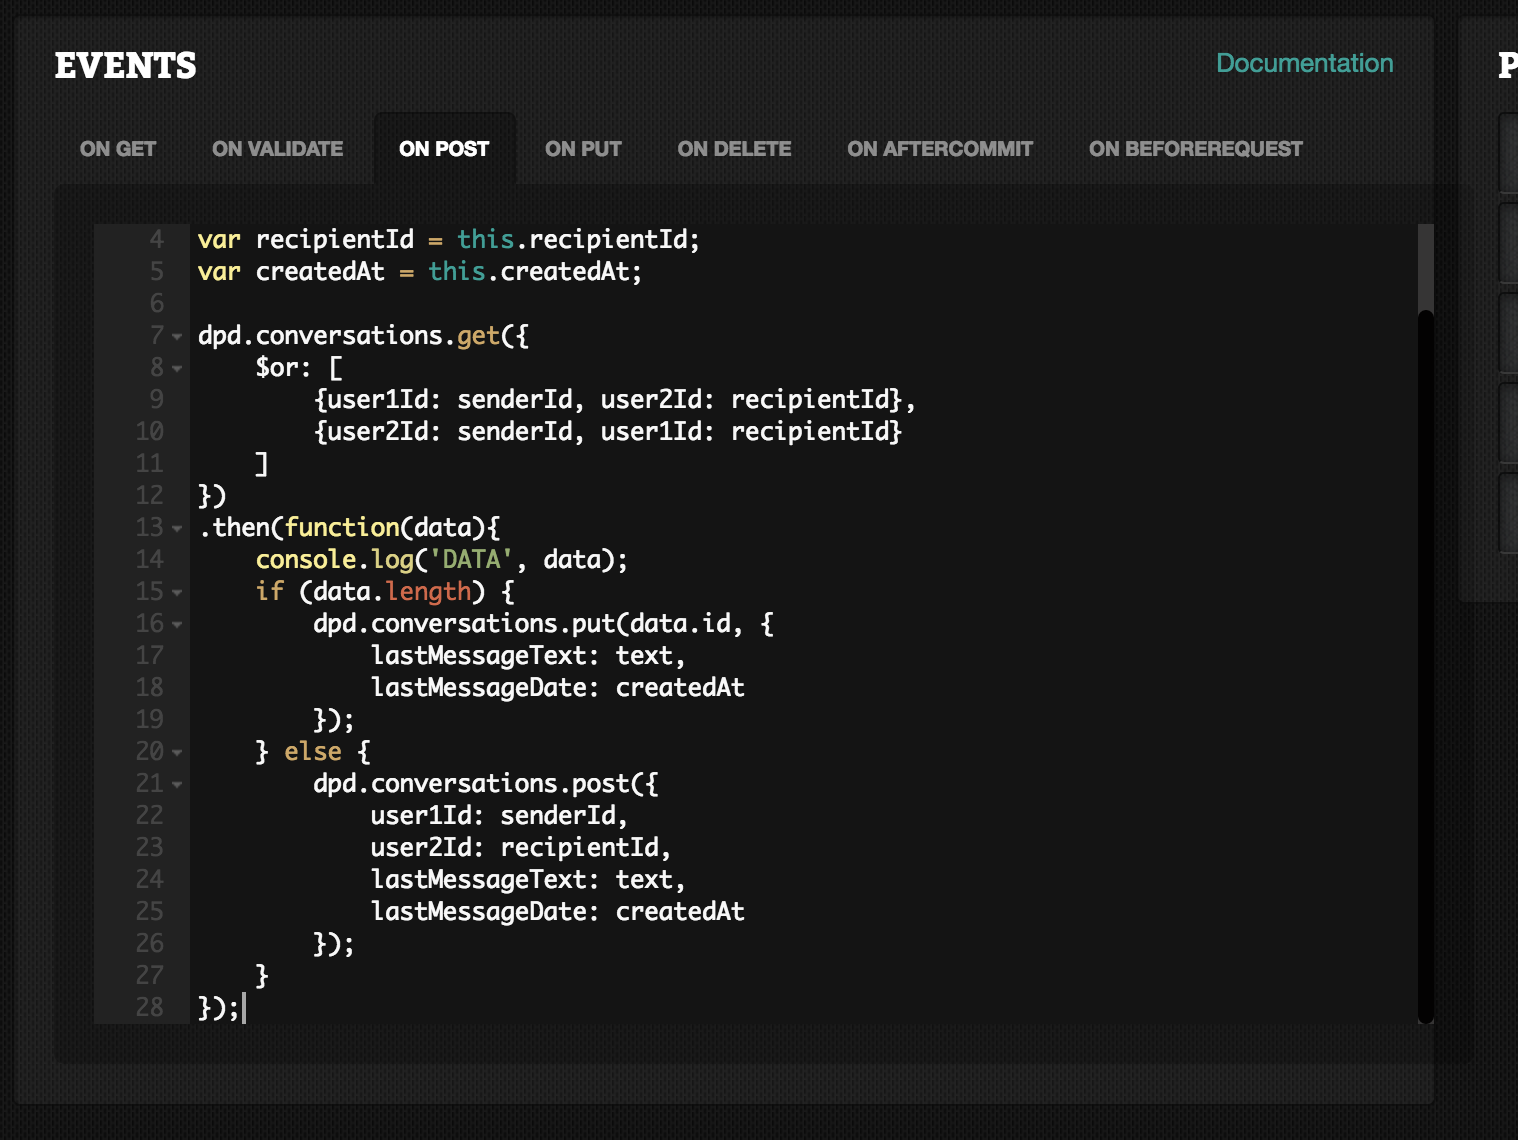 EVENTS
Documentation
P
ON GET ON VALIDATE ON POST ON PUT ON DELETE ON AFTERCOMMIT ON BEFOREREQUEST
4 var recipientId = this.recipientId;
5 var createdAt = this.createdAt;
6
7 dpd.conversations.get({
8     $or: [
9         {user1Id: senderId, user2Id: recipientId},
10         {user2Id: senderId, user1Id: recipientId}
11     ]
12 })
13 .then(function(data){
14     console.log('DATA', data);
15     if (data.length) {
16         dpd.conversations.put(data.id, {
17             lastMessageText: text,
18             lastMessageDate: createdAt
19         });
20     } else {
21         dpd.conversations.post({
22             user1Id: senderId,
23             user2Id: recipientId,
24             lastMessageText: text,
25             lastMessageDate: createdAt
26         });
27     }
28 });